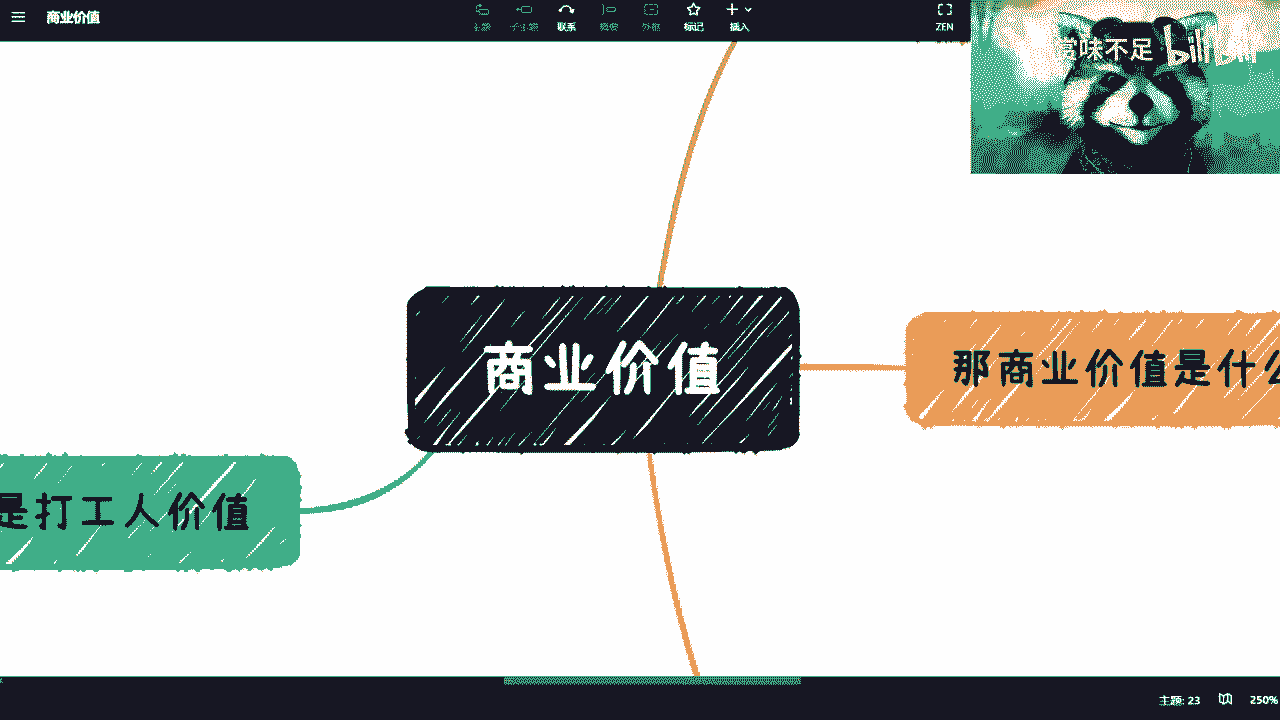 商业价值
主题
子主题
联系
概要
外框
标记
插入
ZEN
赏味不足
bilibili
商业价值
那商业价值是什么
是打工人价值
主题: 23
250%